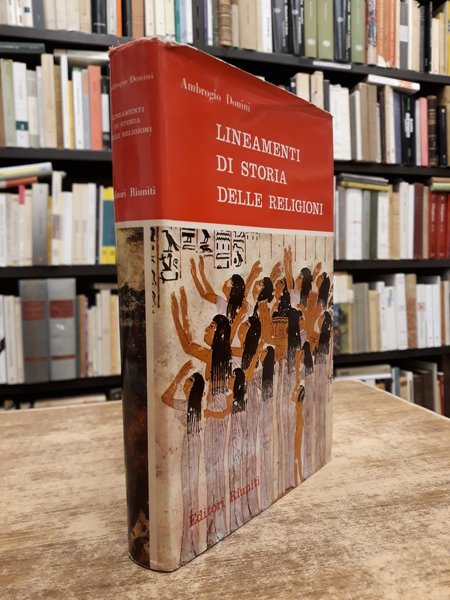 Ambrogio Donini
LINEAMENTI
DI STORIA
DELLE RELIGIONI
Editori Riuniti
Ambrogio Donini
LINEAMENTI
DI STORIA
DELLE RELIGIONI
Editori Riuniti